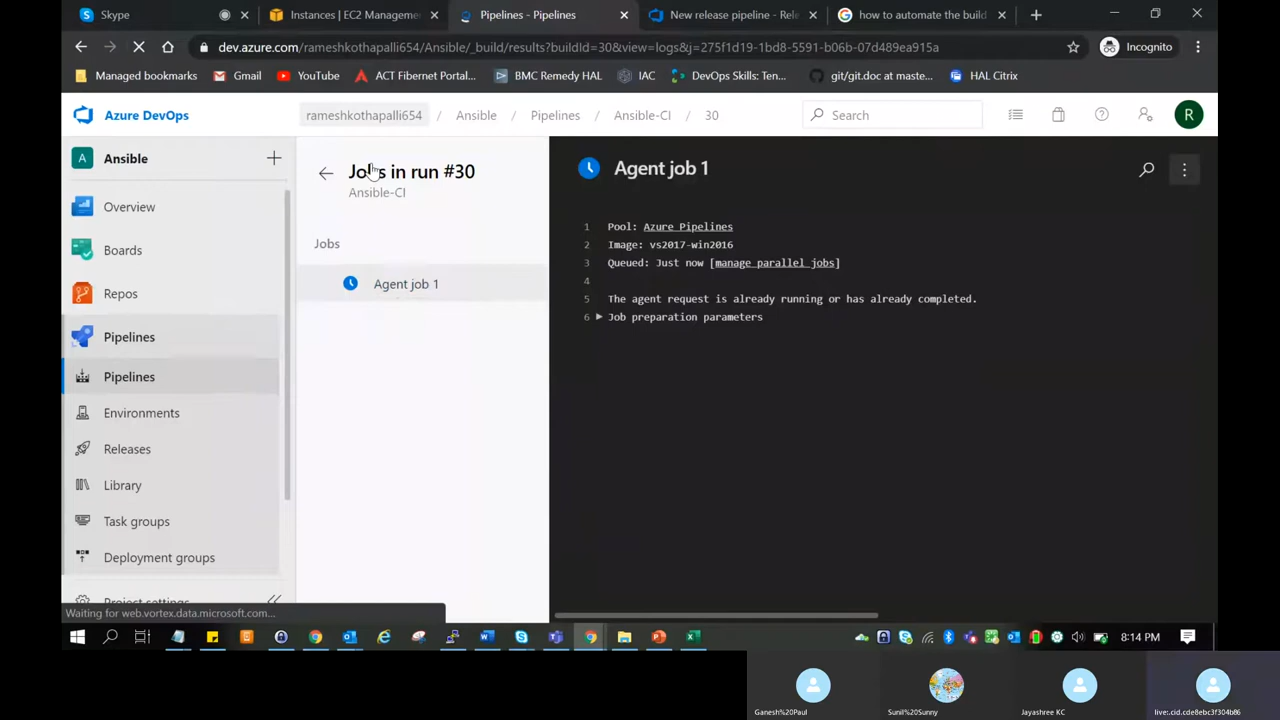 Skype
Instances | EC2 Manageme
Pipelines - Pipelines
New release pipeline - Rele
how to automate the build
dev.azure.com/rameshkothapalli654/Ansible/_build/results?buildId=30&view=logs&j=275f1d19-1bd8-5591-b06b-07d489ea915a
Incognito
Managed bookmarks
Gmail
YouTube
ACT Fibernet Portal...
BMC Remedy HAL
IAC
DevOps Skills: Ten...
git/git.doc at maste...
HAL Citrix
Azure DevOps
rameshkothapalli654 / Ansible / Pipelines / Ansible-CI / 30
Search
R
A Ansible
Overview
Boards
Repos
Pipelines
Pipelines
Environments
Releases
Library
Task groups
Deployment groups
Project settings
Waiting for web.vortex.data.microsoft.com...
Jobs in run #30
Ansible-CI
Jobs
Agent job 1
Agent job 1
1 Pool: Azure Pipelines
2 Image: vs2017-win2016
3 Queued: Just now [manage parallel jobs]
4
5 The agent request is already running or has already completed.
6 Job preparation parameters
8:14 PM
Ganesh%20Paul
Sunil%20Sunny
Jayashree KC
live:cid.cde8ebc3f304b86